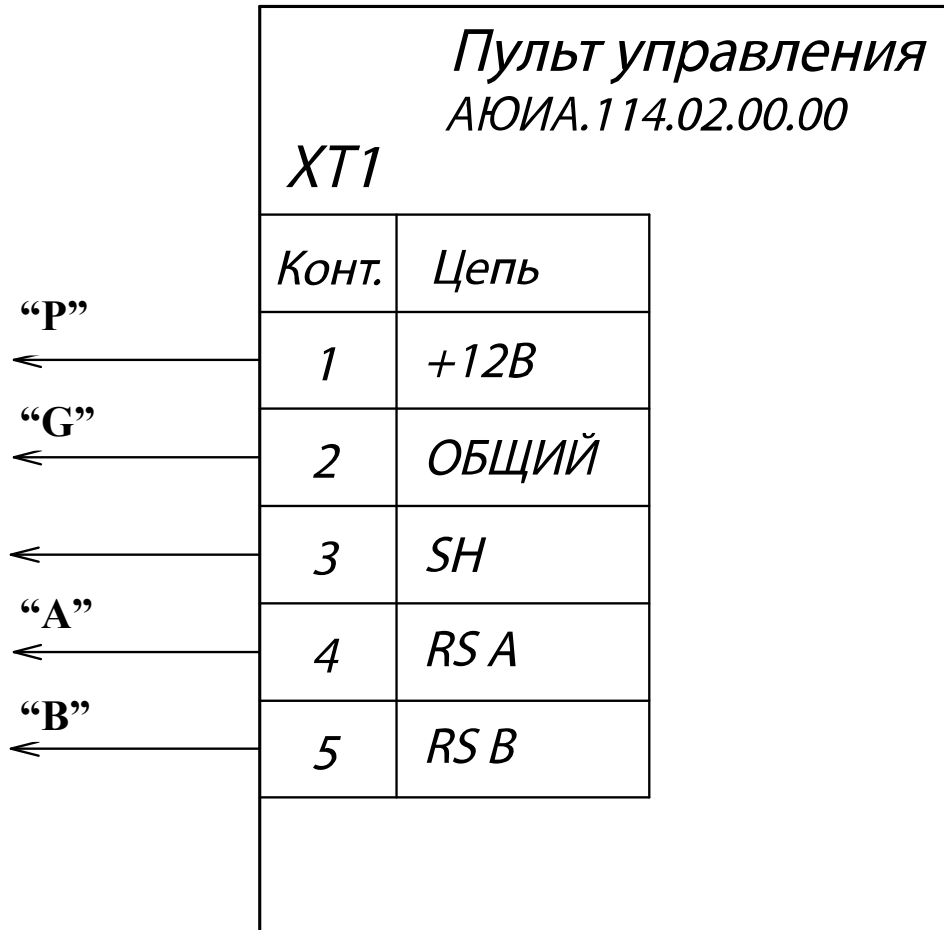 Пульт управления
АЮИА.114.02.00.00
XT1
Конт. Цепь
“P” 1 +12В
“G” 2 ОБЩИЙ
3 SH
“A” 4 RS A
“B” 5 RS B